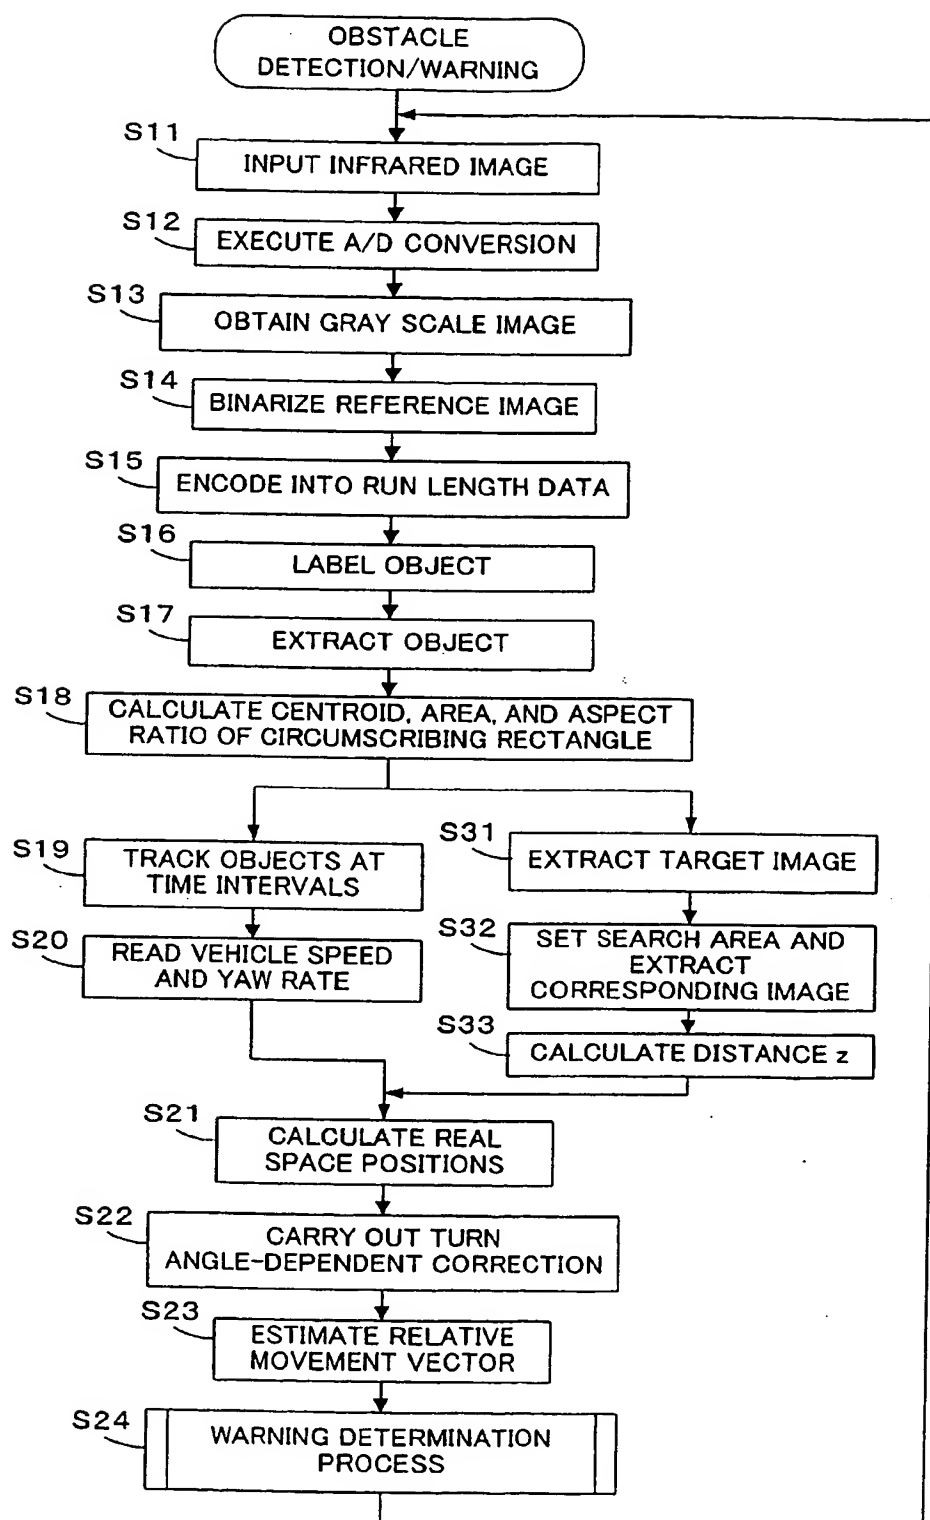 OBSTACLE
DETECTION/WARNING
S11
INPUT INFRARED IMAGE
S12
EXECUTE A/D CONVERSION
S13
OBTAIN GRAY SCALE IMAGE
S14
BINARIZE REFERENCE IMAGE
S15
ENCODE INTO RUN LENGTH DATA
S16
LABEL OBJECT
S17
EXTRACT OBJECT
S18
CALCULATE CENTROID, AREA, AND ASPECT
RATIO OF CIRCUMSCRIBING RECTANGLE
S19
TRACK OBJECTS AT
TIME INTERVALS
S20
READ VEHICLE SPEED
AND YAW RATE
S31
EXTRACT TARGET IMAGE
S32
SET SEARCH AREA AND
EXTRACT
CORRESPONDING IMAGE
S33
CALCULATE DISTANCE z
S21
CALCULATE REAL
SPACE POSITIONS
S22
CARRY OUT TURN
ANGLE-DEPENDENT CORRECTION
S23
ESTIMATE RELATIVE
MOVEMENT VECTOR
S24
WARNING DETERMINATION
PROCESS